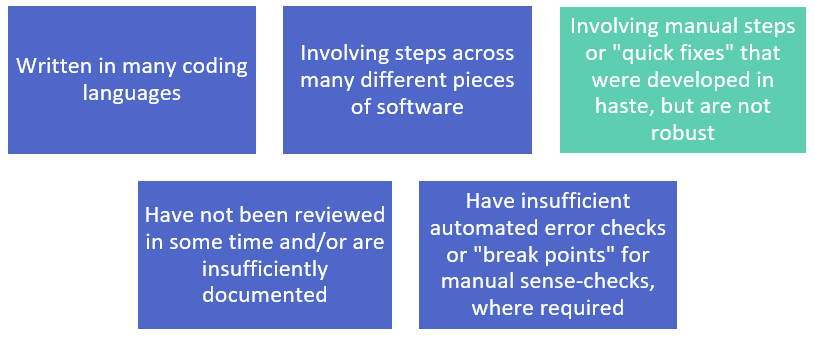 Written in many coding
languages
Involving steps across
many different pieces
of software
Involving manual steps
or "quick fixes" that
were developed in
haste, but are not
robust
Have not been reviewed
in some time and/or are
insufficiently
documented
Have insufficient
automated error checks
or "break points" for
manual sense-checks,
where required